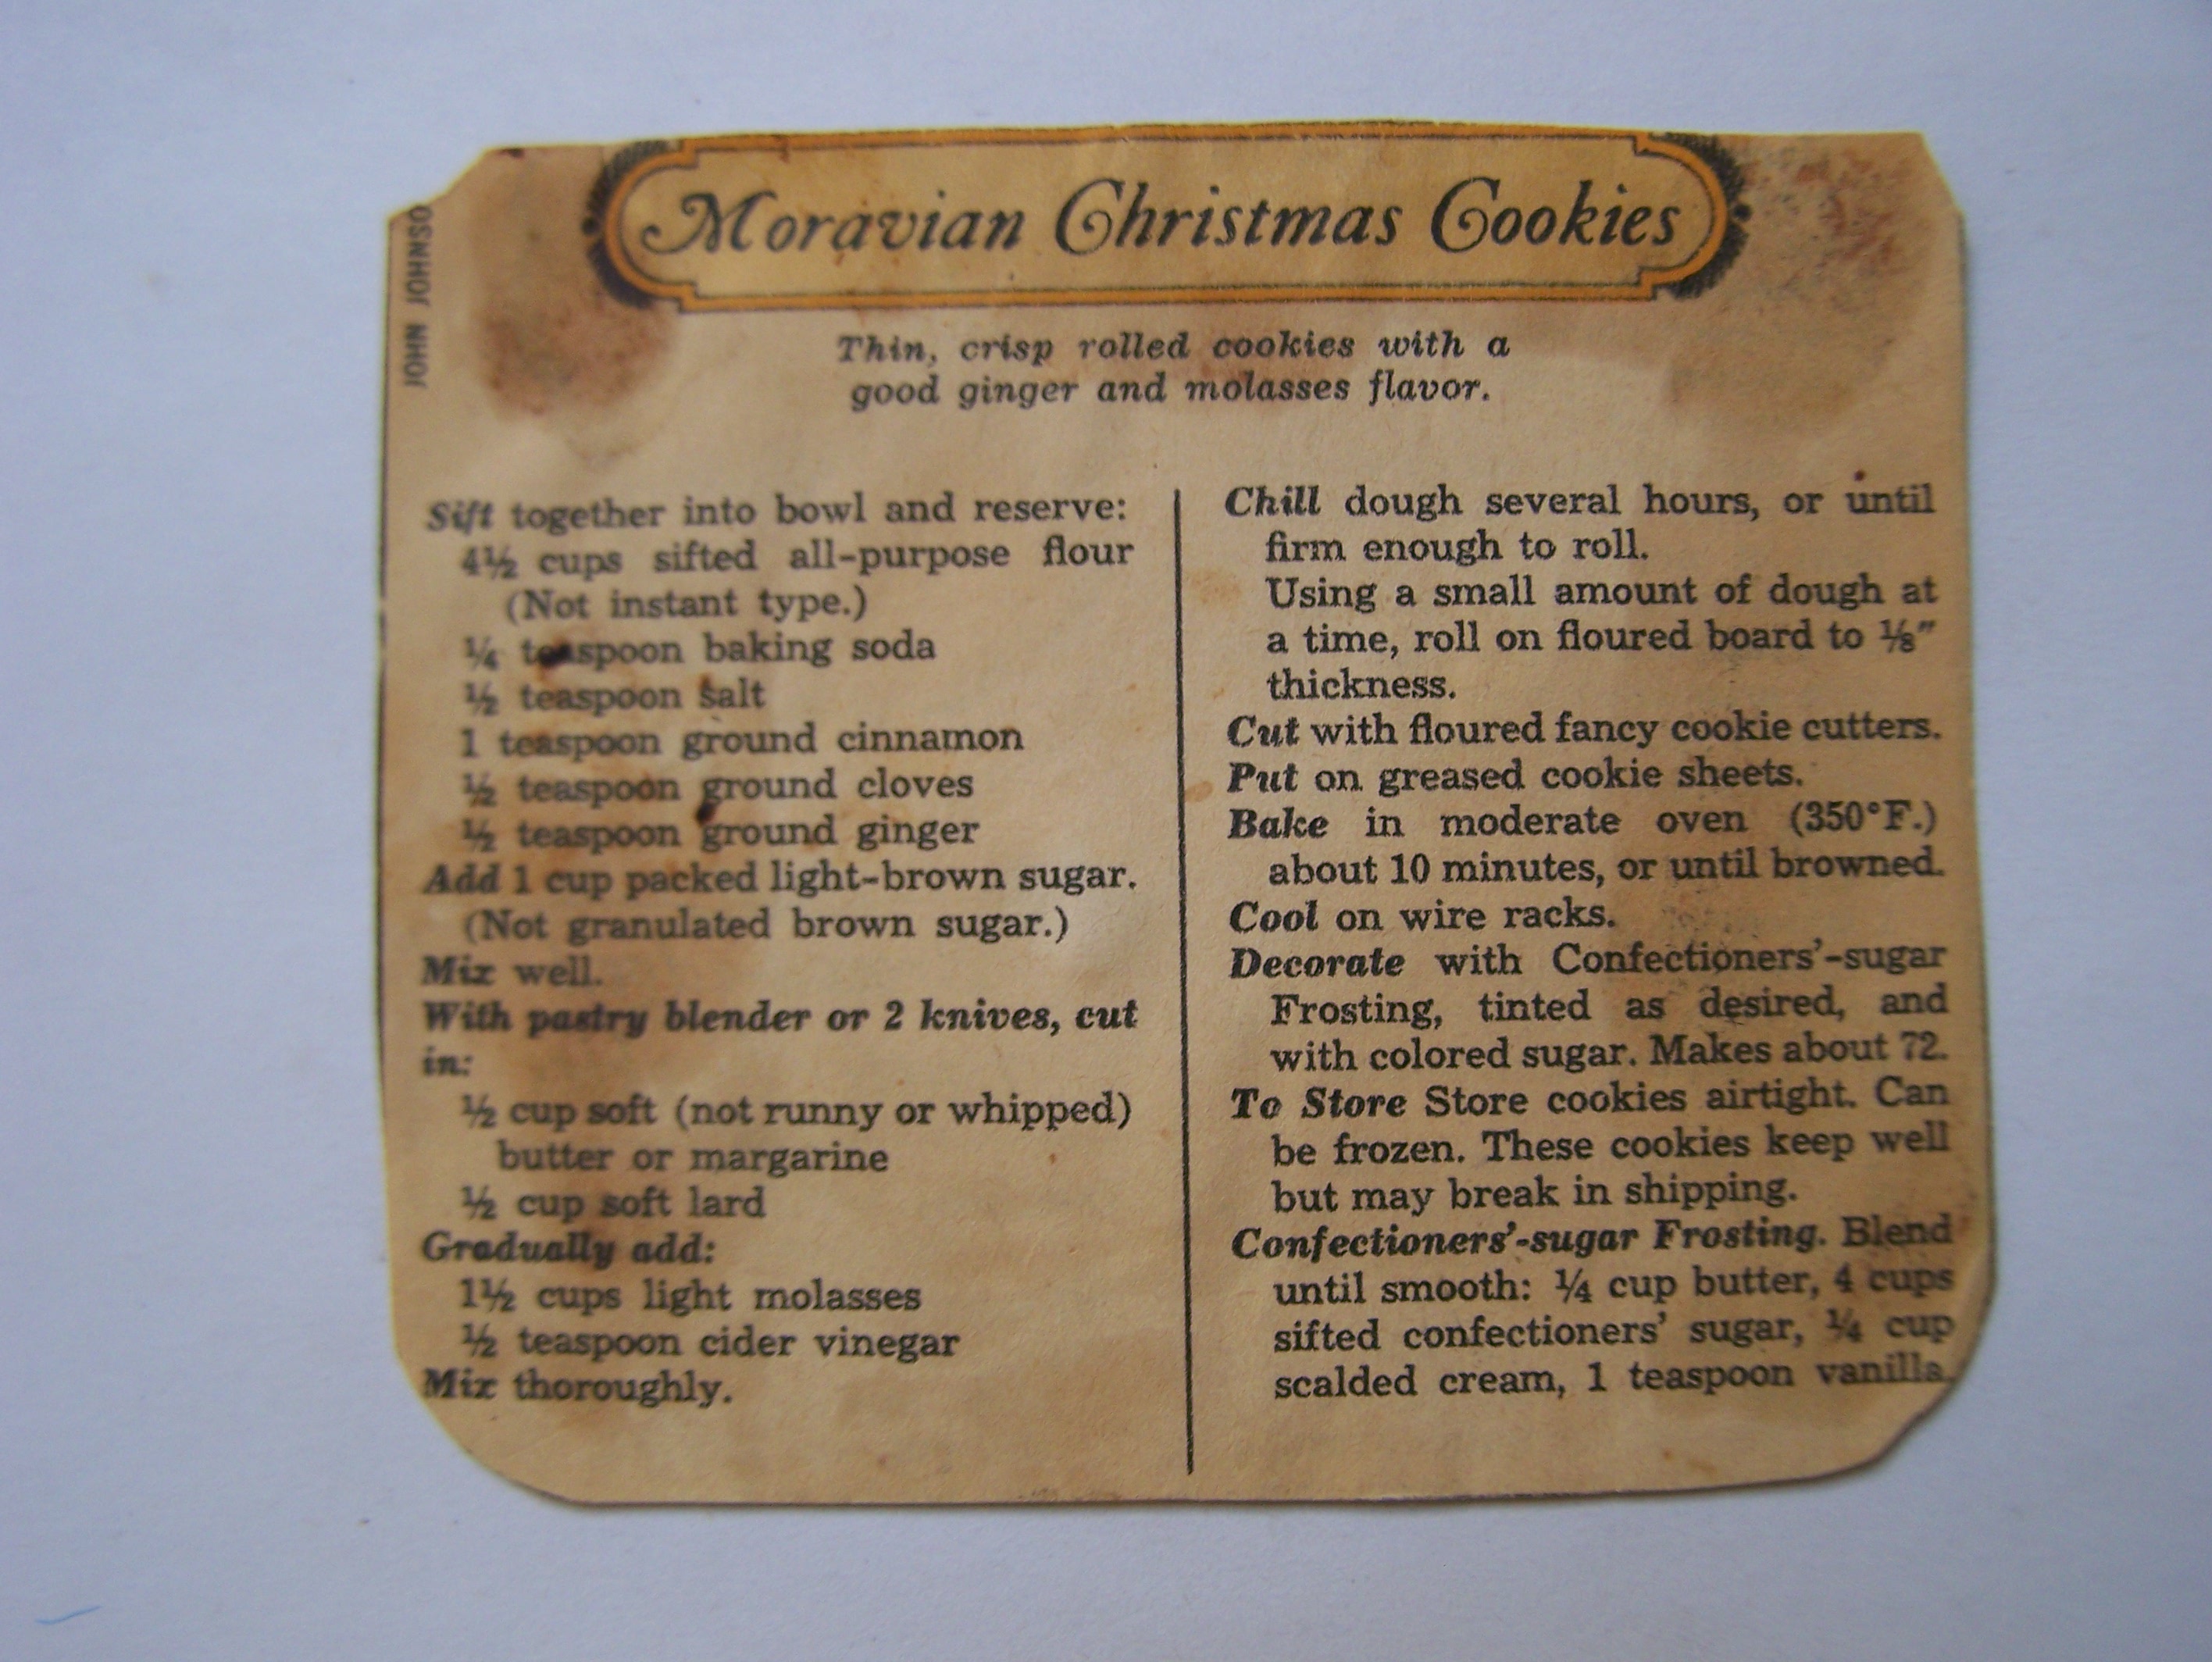 Moravian Christmas Cookies
JOHN JOHNSO
Thin, crisp rolled cookies with a
good ginger and molasses flavor.
Sift together into bowl and reserve:
4½ cups sifted all-purpose flour
(Not instant type.)
¼ teaspoon baking soda
½ teaspoon salt
1 teaspoon ground cinnamon
½ teaspoon ground cloves
½ teaspoon ground ginger
Add 1 cup packed light-brown sugar.
(Not granulated brown sugar.)
Mix well.
With pastry blender or 2 knives, cut
in:
½ cup soft (not runny or whipped)
butter or margarine
½ cup soft lard
Gradually add:
1½ cups light molasses
½ teaspoon cider vinegar
Mix thoroughly.
Chill dough several hours, or until
firm enough to roll.
Using a small amount of dough at
a time, roll on floured board to ⅛″
thickness.
Cut with floured fancy cookie cutters.
Put on greased cookie sheets.
Bake in moderate oven (350°F.)
about 10 minutes, or until browned.
Cool on wire racks.
Decorate with Confectioners'-sugar
Frosting, tinted as desired, and
with colored sugar. Makes about 72.
To Store Store cookies airtight. Can
be frozen. These cookies keep well
but may break in shipping.
Confectioners'-sugar Frosting. Blend
until smooth: ¼ cup butter, 4 cups
sifted confectioners' sugar, ¼ cup
scalded cream, 1 teaspoon vanilla.